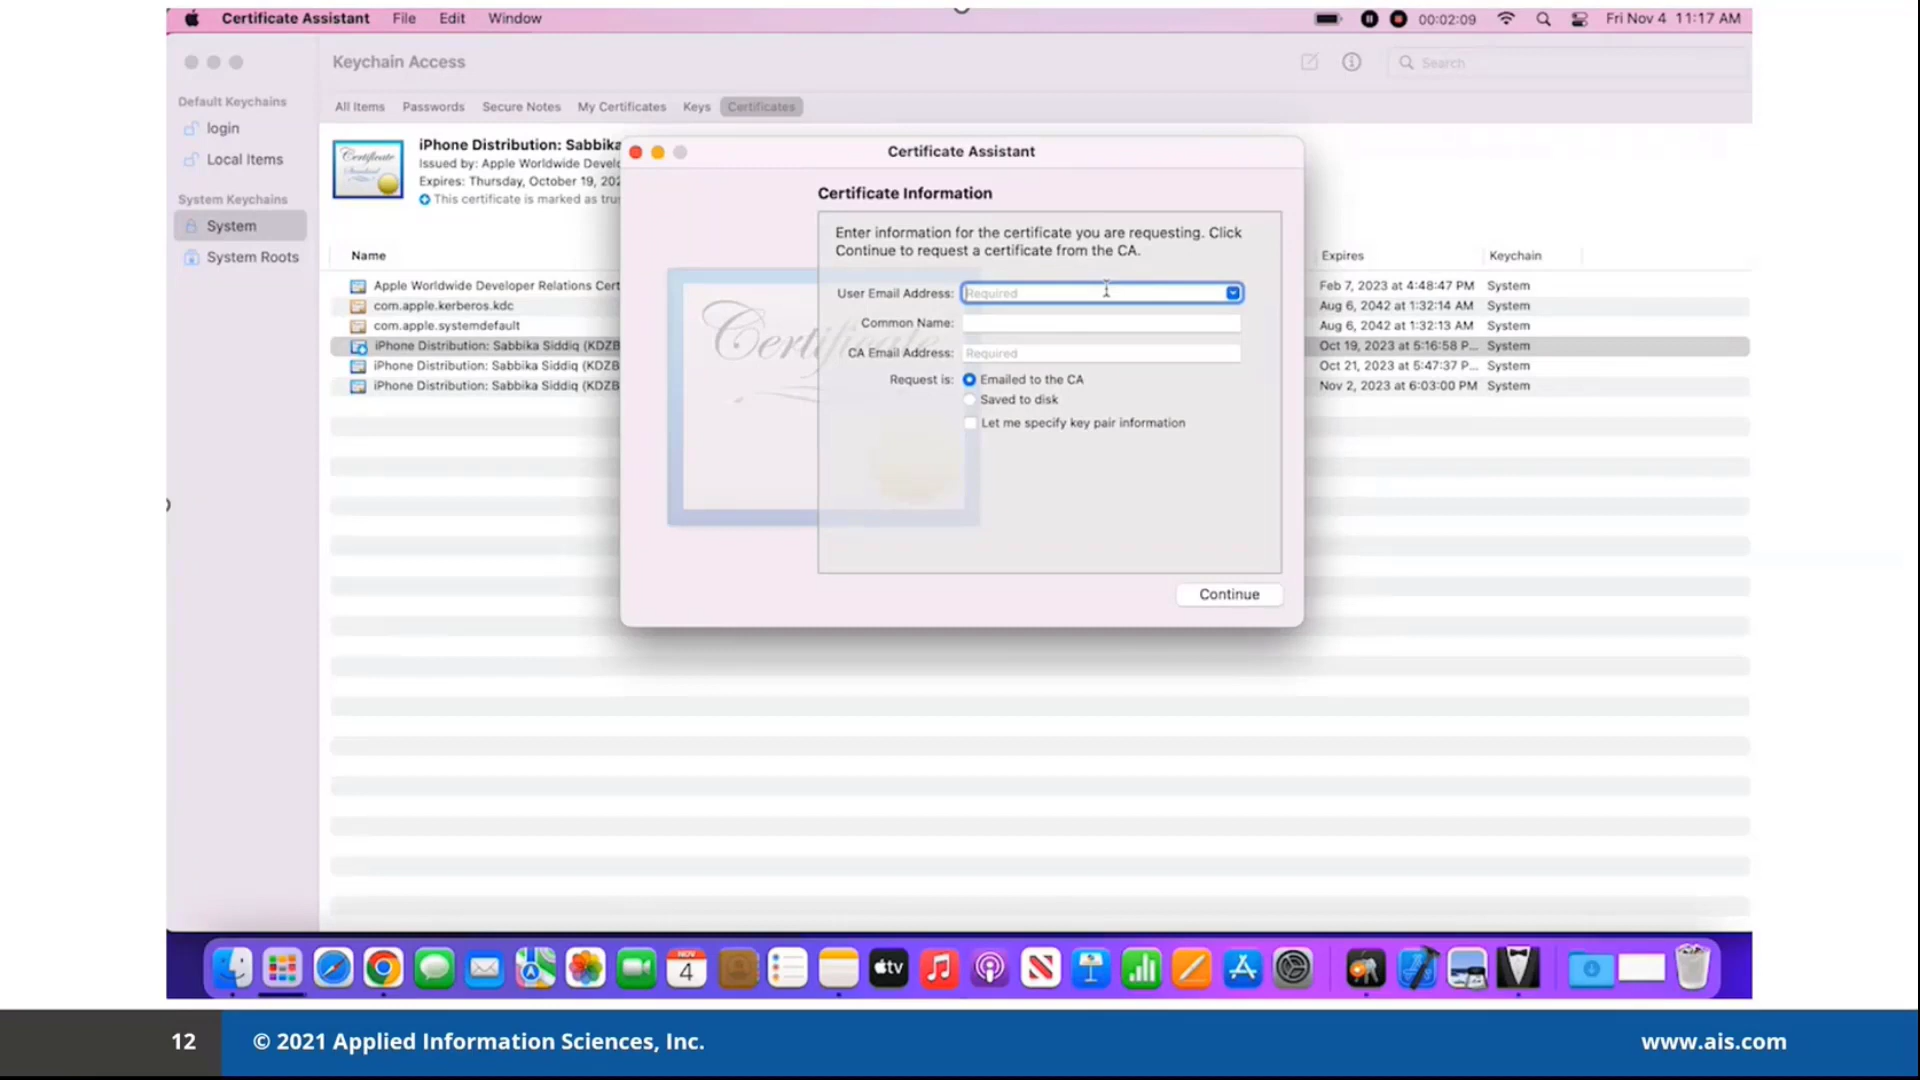 Certificate Assistant File Edit Window 00:02:09 Fri Nov 4 11:17 AM
Keychain Access
Search
Default Keychains
login
Local Items
System Keychains
System
System Roots
All Items Passwords Secure Notes My Certificates Keys Certificates
Certificate
Standard
iPhone Distribution: Sabbika
Issued by: Apple Worldwide Devel
Expires: Thursday, October 19, 202
This certificate is marked as tru
Name Expires Keychain
Apple Worldwide Developer Relations Cert Feb 7, 2023 at 4:48:47 PM System
com.apple.kerberos.kdc Aug 6, 2042 at 1:32:14 AM System
com.apple.systemdefault Aug 6, 2042 at 1:32:13 AM System
iPhone Distribution: Sabbika Siddiq (KDZB Oct 19, 2023 at 5:16:58 P... System
iPhone Distribution: Sabbika Siddiq (KDZB Oct 21, 2023 at 5:47:37 P... System
iPhone Distribution: Sabbika Siddiq (KDZB Nov 2, 2023 at 6:03:00 PM System
Certificate Assistant
Certificate Information
Enter information for the certificate you are requesting. Click
Continue to request a certificate from the CA.
User Email Address: Required
Common Name:
CA Email Address: Required
Request is: Emailed to the CA
Saved to disk
Let me specify key pair information
Certificate
Continue
NOV
4
tv
12 © 2021 Applied Information Sciences, Inc. www.ais.com